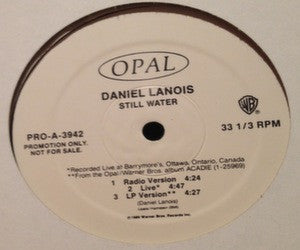 OPAL
DANIEL LANOIS
STILL WATER
PRO-A-3942
PROMOTION ONLY.
NOT FOR SALE.
WB
33 1/3 RPM
*Recorded Live at Barrymore's, Ottawa, Ontario, Canada
**From the Opal/Warner Bros. album ACADIE (1-25969)
1 Radio Version 4:24
2 Live* 4:47
3 LP Version** 4:27
(Daniel Lanois)